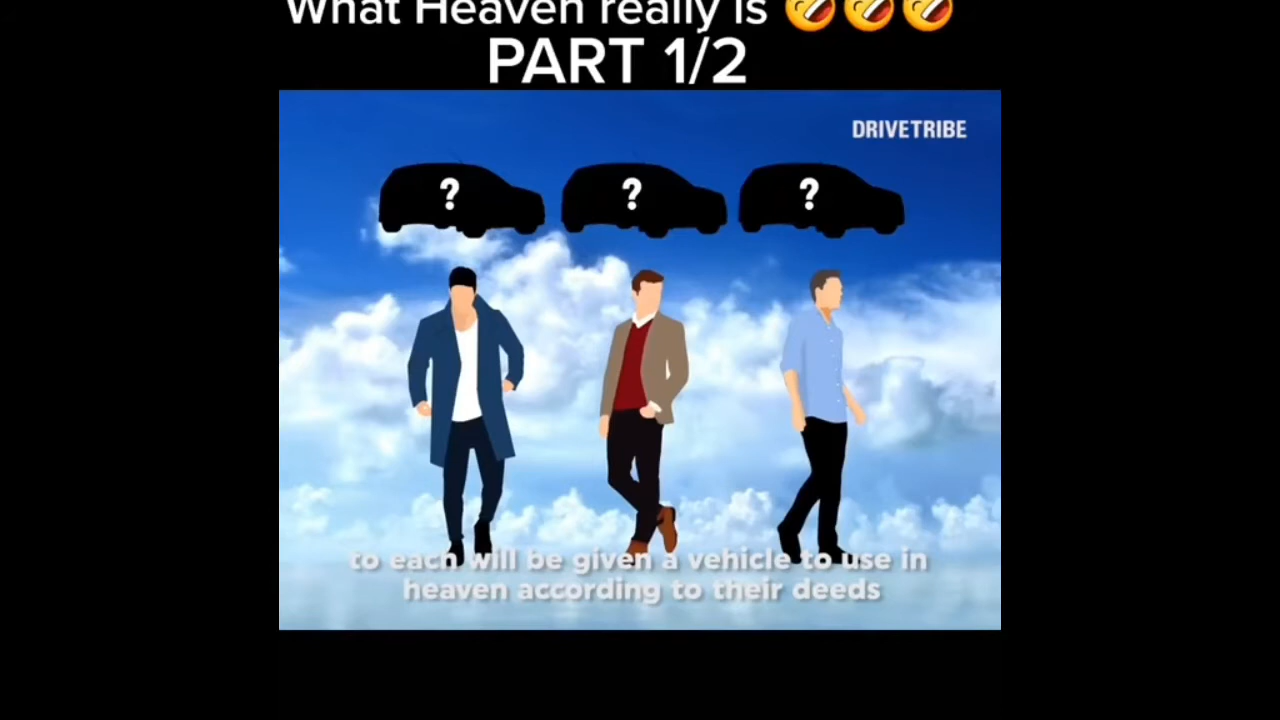 What Heaven really is 🤣🤣🤣
PART 1/2
DRIVETRIBE
? ? ?
to each will be given a vehicle to use in
heaven according to their deeds